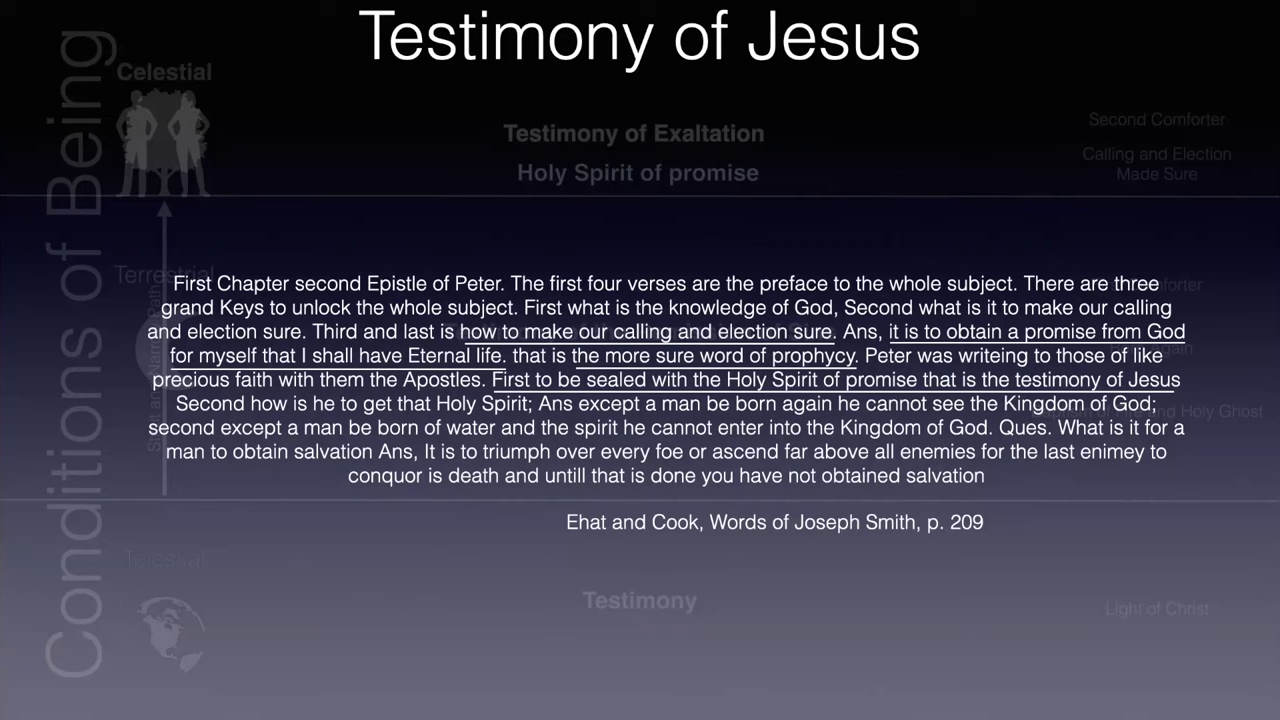 Testimony of Jesus
Conditions of Being
Celestial
Testimony of Exaltation
Holy Spirit of promise
Second Comforter
Calling and Election
Made Sure
Terrestrial
First Chapter second Epistle of Peter. The first four verses are the preface to the whole subject. There are three
grand Keys to unlock the whole subject. First what is the knowledge of God, Second what is it to make our calling
and election sure. Third and last is how to make our calling and election sure. Ans, it is to obtain a promise from God
for myself that I shall have Eternal life. that is the more sure word of prophycy. Peter was writeing to those of like
precious faith with them the Apostles. First to be sealed with the Holy Spirit of promise that is the testimony of Jesus
Second how is he to get that Holy Spirit; Ans except a man be born again he cannot see the Kingdom of God;
second except a man be born of water and the spirit he cannot enter into the Kingdom of God. Ques. What is it for a
man to obtain salvation Ans, It is to triumph over every foe or ascend far above all enemies for the last enimey to
conquor is death and untill that is done you have not obtained salvation
Again
Baptism of Fire and Holy Ghost
Ehat and Cook, Words of Joseph Smith, p. 209
Telestial
Testimony
Light of Christ